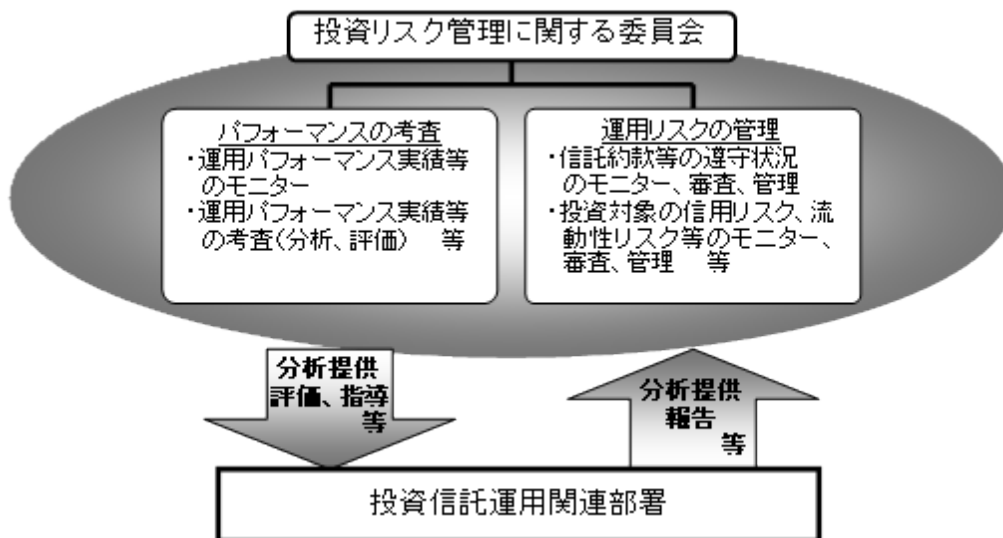 投資リスク管理に関する委員会
パフォーマンスの考査
・運用パフォーマンス実績等
のモニター
・運用パフォーマンス実績等
の考査(分析、評価) 等
運用リスクの管理
・信託約款等の遵守状況
のモニター、審査、管理
・投資対象の信用リスク、流
動性リスク等のモニター、
審査、管理 等
分析提供
評価、指導
等
分析提供
報告
等
投資信託運用関連部署